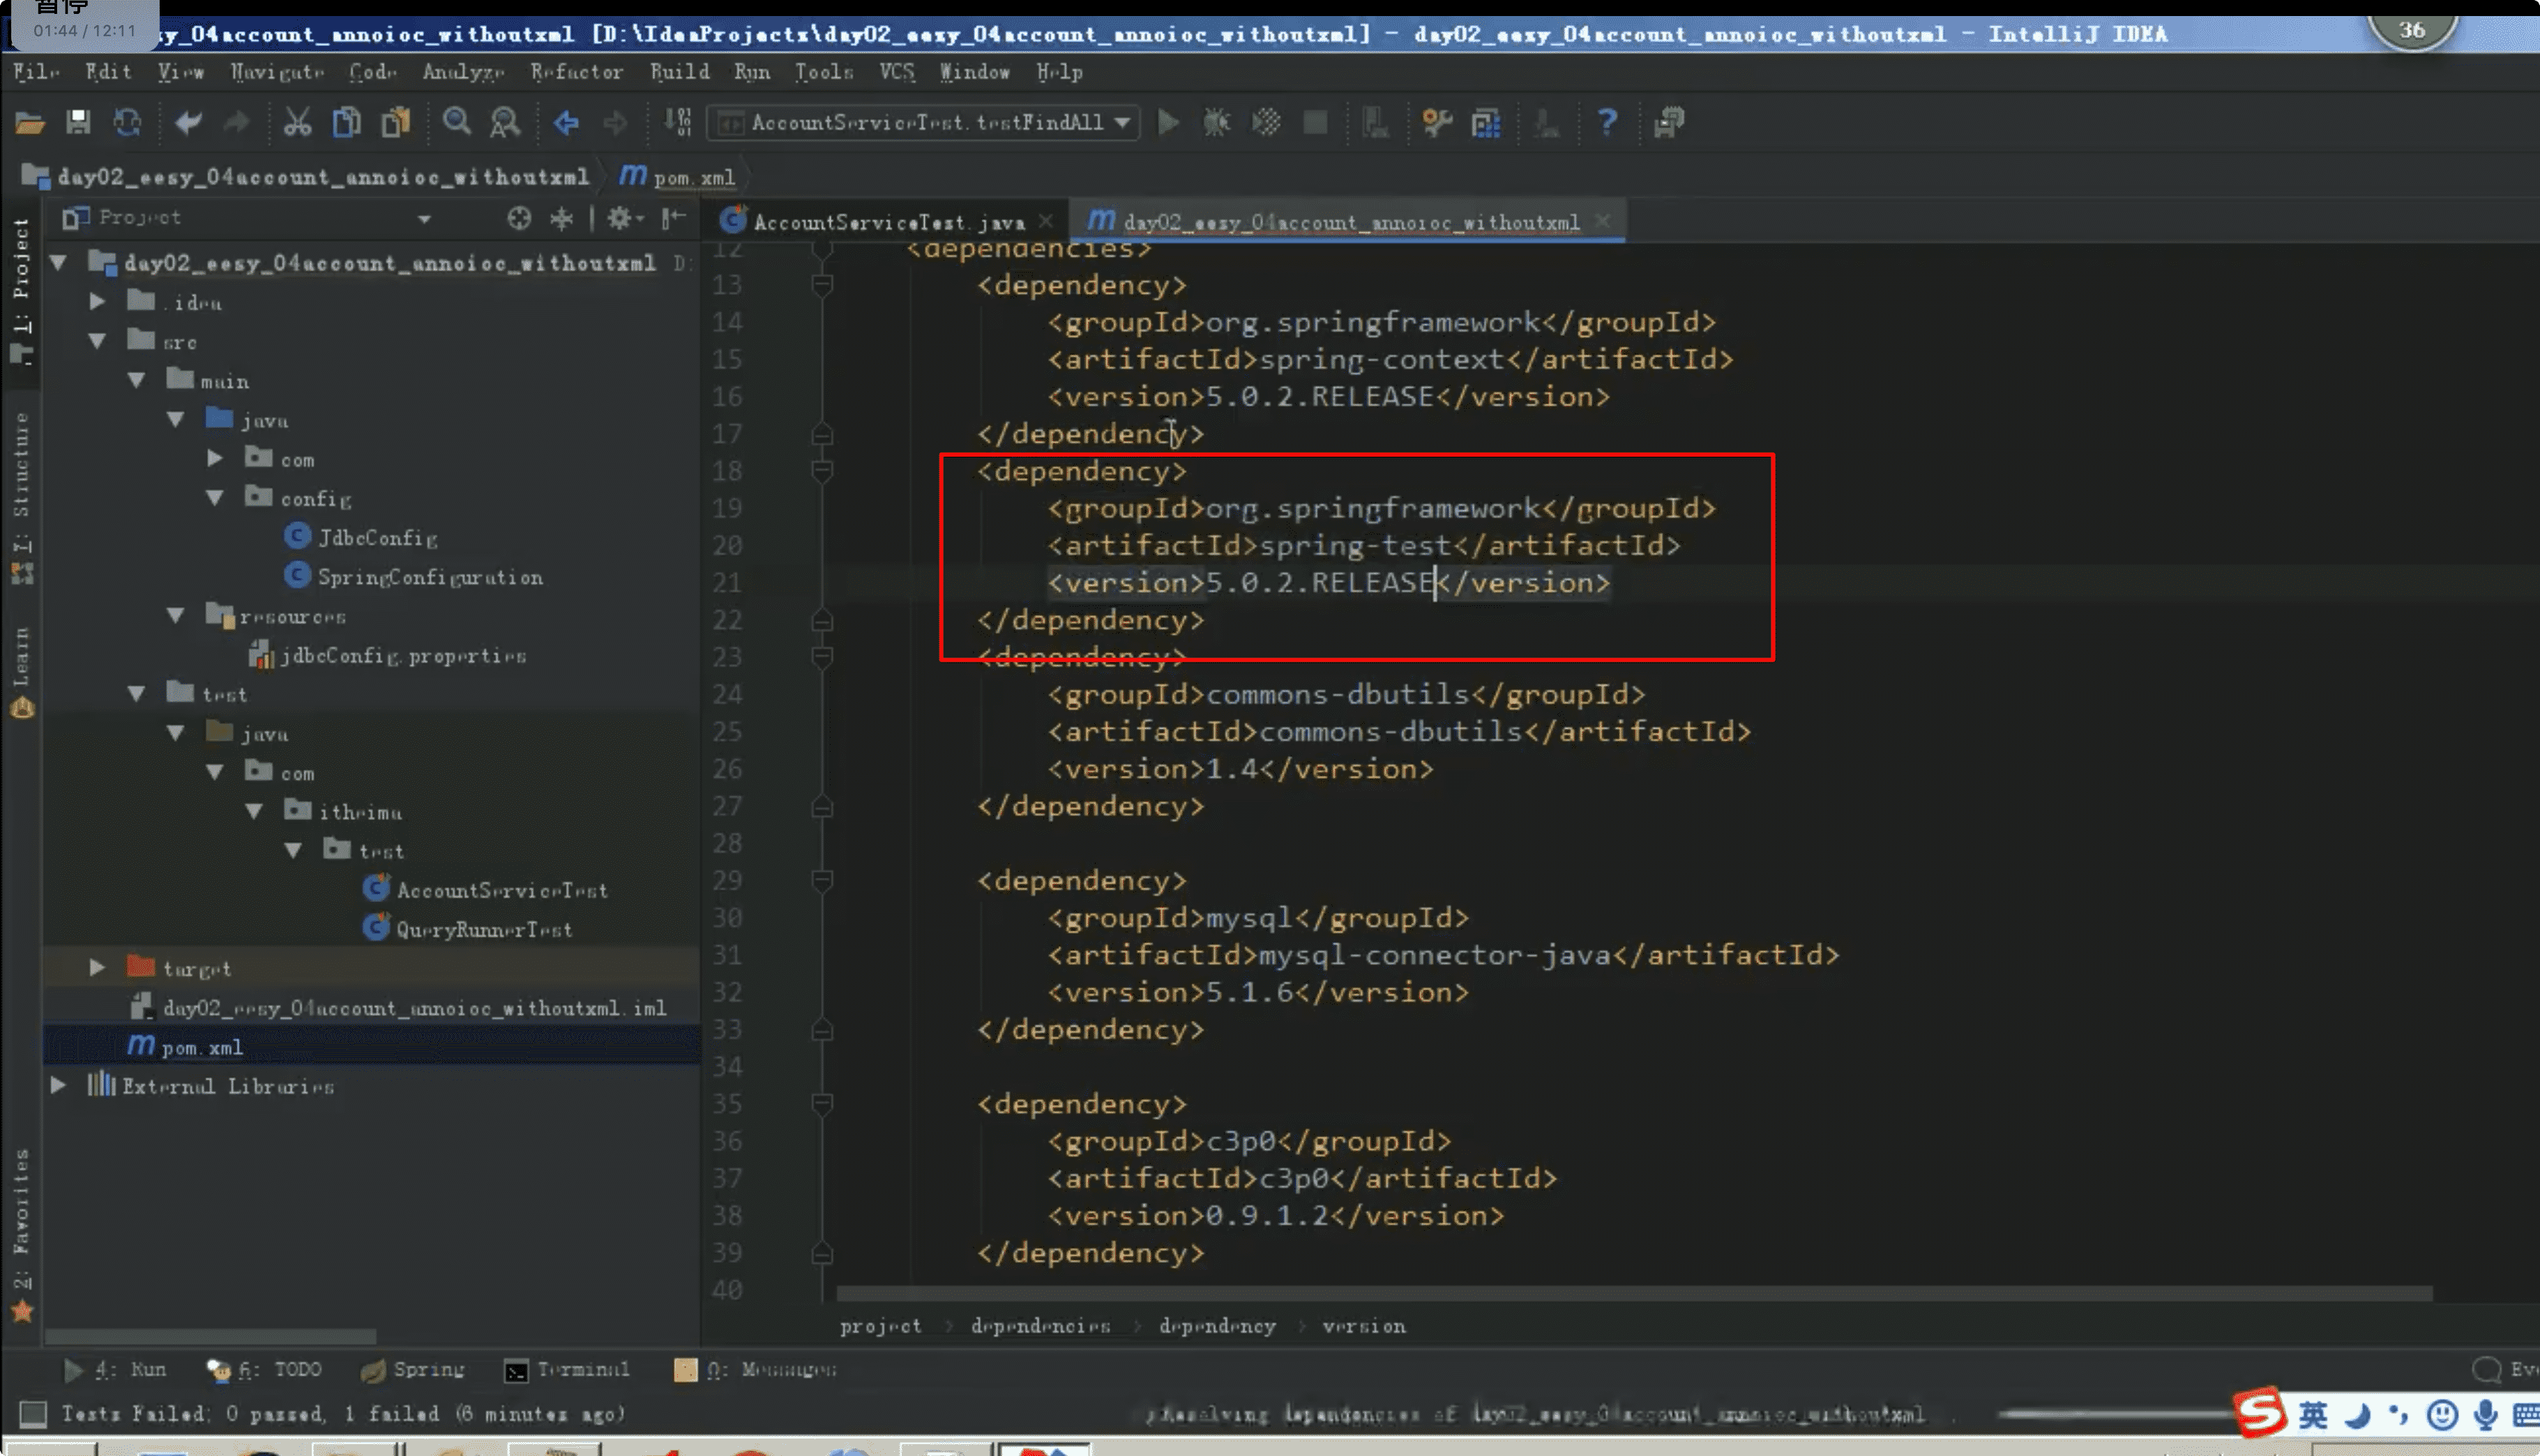 暂停
01:44 / 12:11
sy_04account_annoioc_withoutxml [D:\IdeaProjects\day02_eesy_04account_annoioc_withoutxml] - day02_eesy_04account_annoioc_withoutxml - IntelliJ IDEA
36
File Edit View Navigate Code Analyze Refactor Build Run Tools VCS Window Help
AccountServiceTest.testFindAll
day02_eesy_04account_annoioc_withoutxml pom.xml
Project
AccountServiceTest.java
day02_eesy_04account_annoioc_withoutxml
1: Project
7: Structure
Learn
2: Favorites
day02_eesy_04account_annoioc_withoutxml D:
.idea
src
main
java
com
config
JdbcConfig
SpringConfiguration
resources
jdbcConfig.properties
test
java
com
itheima
test
AccountServiceTest
QueryRunnerTest
target
day02_eesy_04account_annoioc_withoutxml.iml
pom.xml
External Libraries
12 <dependencies>
13 <dependency>
14 <groupId>org.springframework</groupId>
15 <artifactId>spring-context</artifactId>
16 <version>5.0.2.RELEASE</version>
17 </dependency>
18 <dependency>
19 <groupId>org.springframework</groupId>
20 <artifactId>spring-test</artifactId>
21 <version>5.0.2.RELEASE</version>
22 </dependency>
23 <dependency>
24 <groupId>commons-dbutils</groupId>
25 <artifactId>commons-dbutils</artifactId>
26 <version>1.4</version>
27 </dependency>
28
29 <dependency>
30 <groupId>mysql</groupId>
31 <artifactId>mysql-connector-java</artifactId>
32 <version>5.1.6</version>
33 </dependency>
34
35 <dependency>
36 <groupId>c3p0</groupId>
37 <artifactId>c3p0</artifactId>
38 <version>0.9.1.2</version>
39 </dependency>
40
project dependencies dependency version
4: Run 6: TODO Spring Terminal 0: Messages
Eve
Tests Failed: 0 passed, 1 failed (6 minutes ago)
Resolving dependencies of day02_eesy_04account_annoioc_withoutxml
英